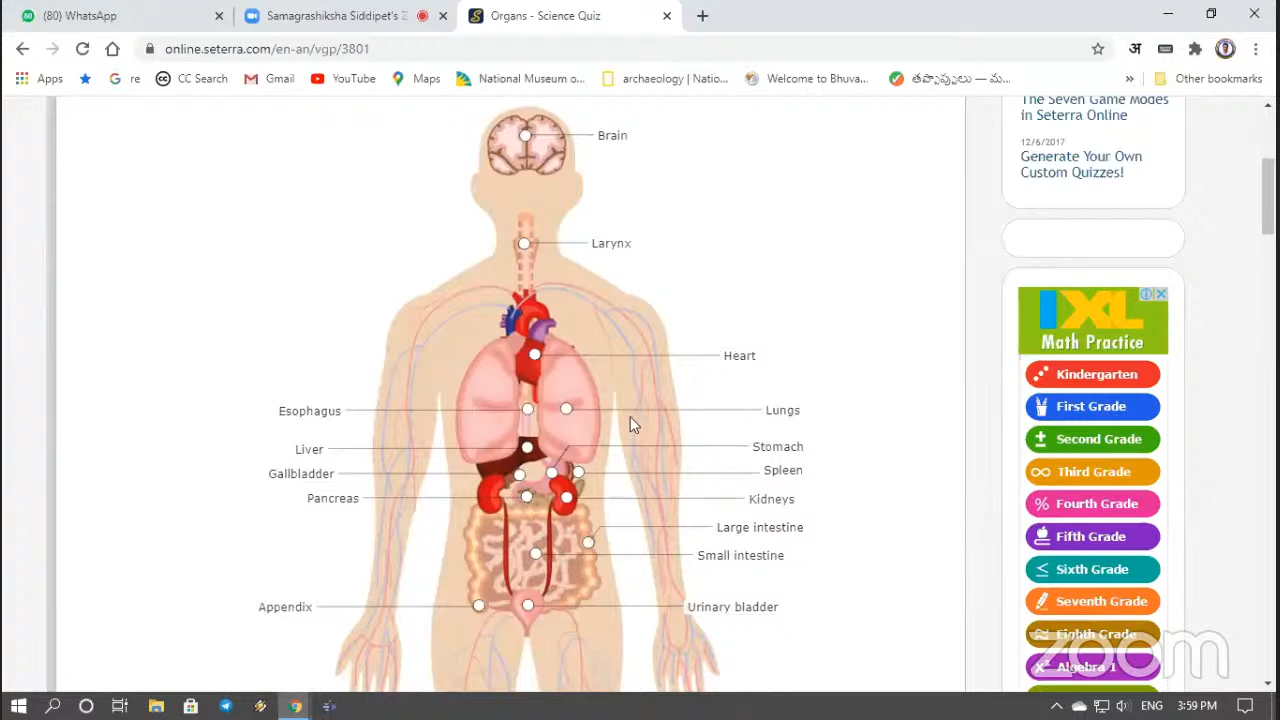 (80) WhatsApp
Samagrashiksha Siddipet's Z
Organs - Science Quiz
online.seterra.com/en-an/vgp/3801
अ
Apps
G re
CC Search
Gmail
YouTube
Maps
National Museum o...
archaeology | Natio...
Welcome to Bhuva...
తప్పొప్పులు — మ...
»
Other bookmarks
Brain
Larynx
Heart
Esophagus
Lungs
Liver
Stomach
Gallbladder
Spleen
Pancreas
Kidneys
Large intestine
Small intestine
Appendix
Urinary bladder
The Seven Game Modes
in Seterra Online
12/6/2017
Generate Your Own
Custom Quizzes!
IXL
Math Practice
Kindergarten
First Grade
Second Grade
Third Grade
Fourth Grade
Fifth Grade
Sixth Grade
Seventh Grade
Eighth Grade
Algebra 1
zoom
ENG 3:59 PM